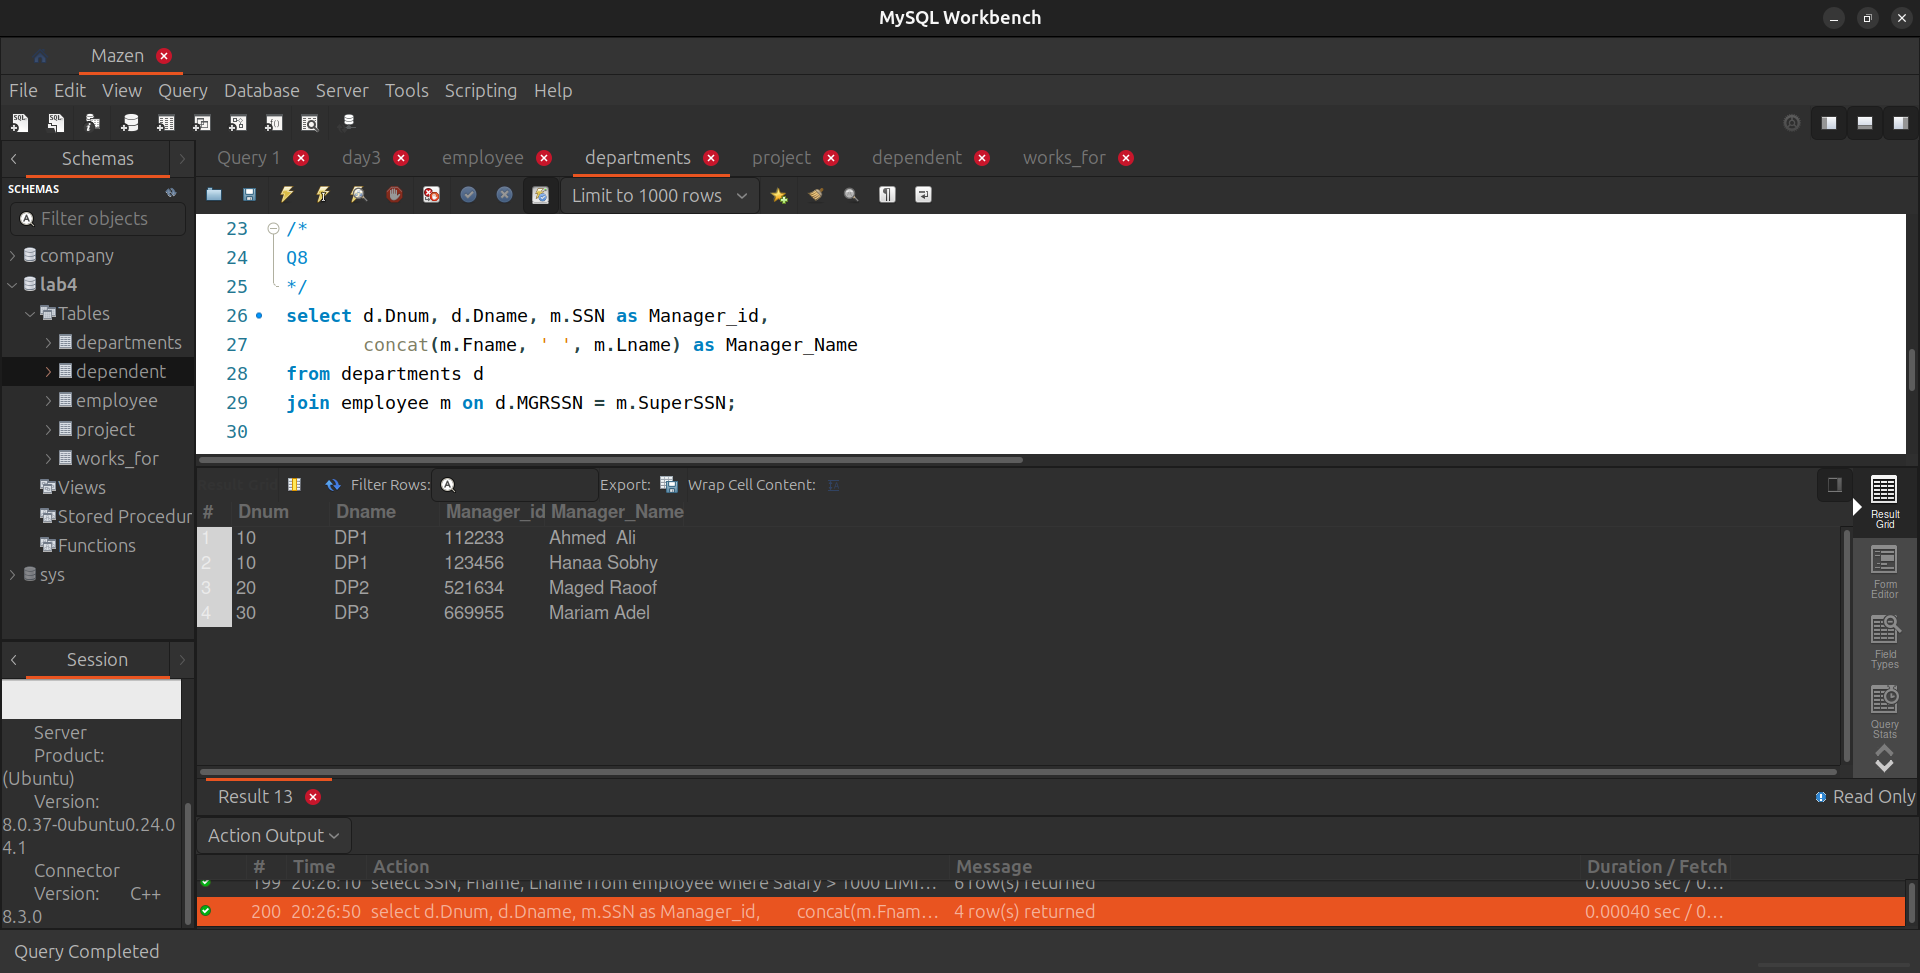 MySQL Workbench
Mazen
File Edit View Query Database Server Tools Scripting Help
Schemas
Query 1 day3 employee departments project dependent works_for
SCHEMAS
Limit to 1000 rows
Filter objects
company
lab4
Tables
departments
dependent
employee
project
works_for
Views
Stored Procedur
Functions
sys
23 /*
24 Q8
25 */
26 select d.Dnum, d.Dname, m.SSN as Manager_id,
27 concat(m.Fname, ' ', m.Lname) as Manager_Name
28 from departments d
29 join employee m on d.MGRSSN = m.SuperSSN;
30
Filter Rows: Export: Wrap Cell Content:
# Dnum Dname Manager_id Manager_Name
1 10 DP1 112233 Ahmed  Ali
2 10 DP1 123456 Hanaa Sobhy
3 20 DP2 521634 Maged Raoof
4 30 DP3 669955 Mariam Adel
Result
Grid
Form
Editor
Field
Types
Query
Stats
Session
Server
Product:
(Ubuntu)
Version:
8.0.37-0ubuntu0.24.0
4.1
Connector
Version: C++
8.3.0
Result 13
Read Only
Action Output
# Time Action Message Duration / Fetch
199 20:26:10 select SSN, Fname, Lname from employee where Salary > 1000 LIMI... 6 row(s) returned 0.00056 sec / 0...
200 20:26:50 select d.Dnum, d.Dname, m.SSN as Manager_id, concat(m.Fnam... 4 row(s) returned 0.00040 sec / 0...
Query Completed